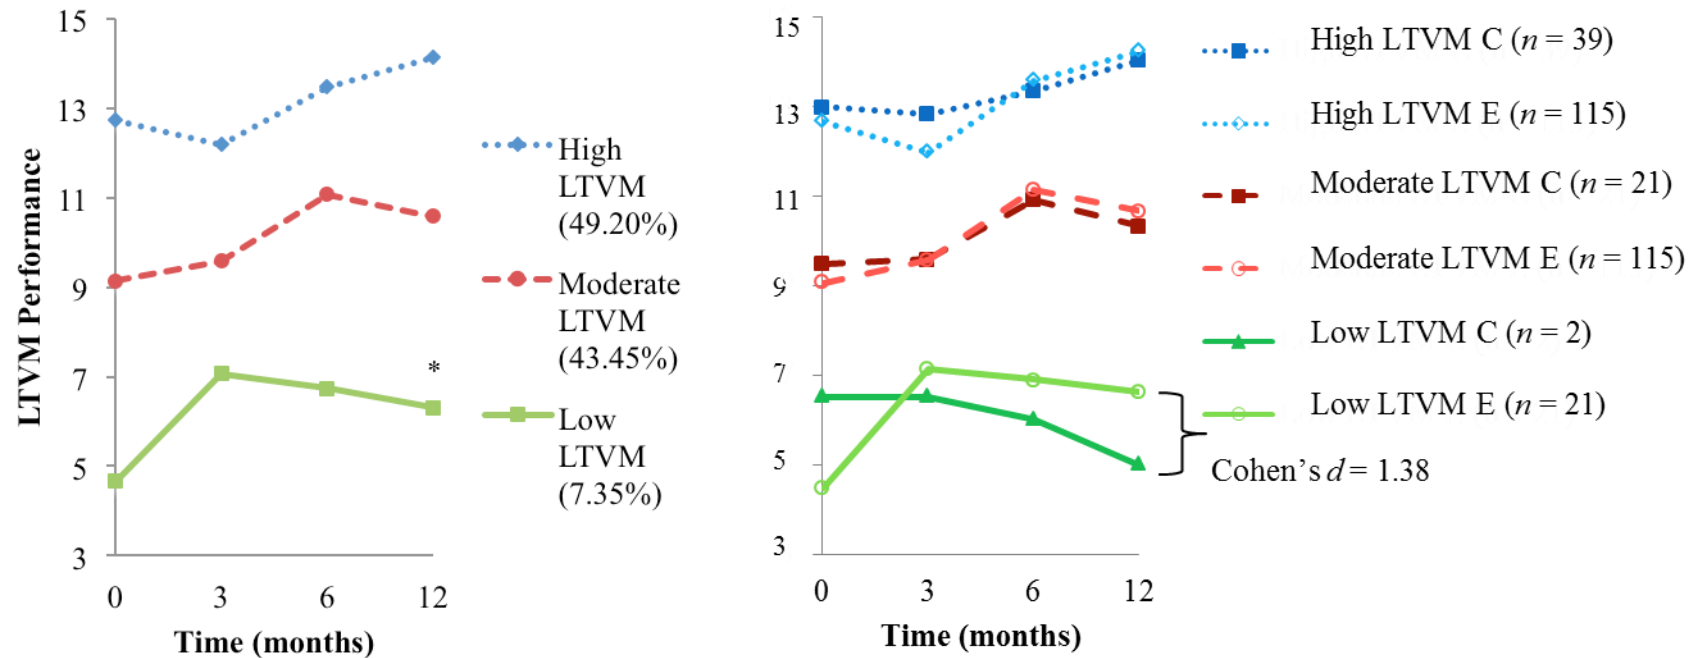 LTVM Performance
15
13
11
9
7
5
3
0 3 6 12
Time (months)
High
LTVM
(49.20%)
Moderate
LTVM
(43.45%)
*
Low
LTVM
(7.35%)
15
13
11
9
7
5
3
0 3 6 12
Time (months)
High LTVM C (n = 39)
High LTVM E (n = 115)
Moderate LTVM C (n = 21)
Moderate LTVM E (n = 115)
Low LTVM C (n = 2)
Low LTVM E (n = 21)
Cohen’s d = 1.38